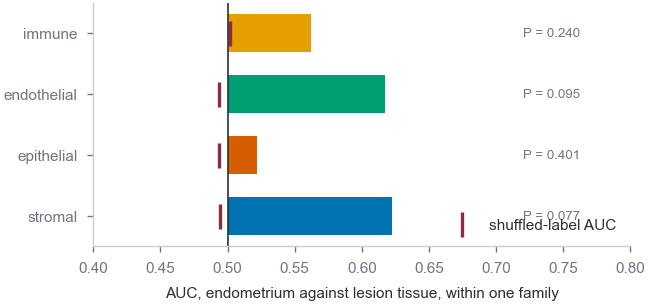 immune P = 0.240
endothelial P = 0.095
epithelial P = 0.401
stromal P = 0.077
shuffled-label AUC
0.40 0.45 0.50 0.55 0.60 0.65 0.70 0.75 0.80
AUC, endometrium against lesion tissue, within one family